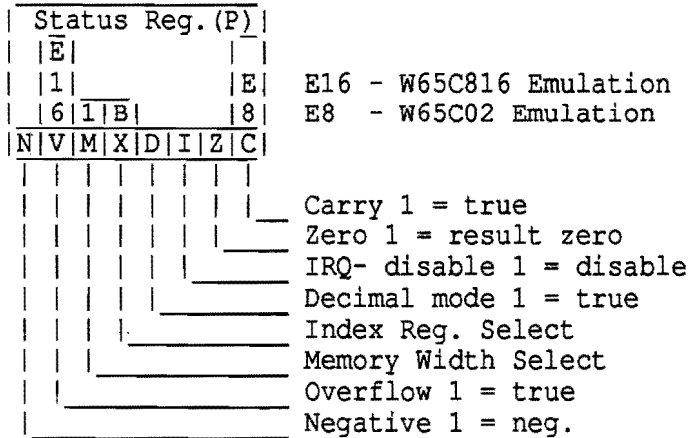 Status Reg.(P)
E
1 E E16 - W65C816 Emulation
6 1 B 8 E8 - W65C02 Emulation
N V M X D I Z C
Carry 1 = true
Zero 1 = result zero
IRQ- disable 1 = disable
Decimal mode 1 = true
Index Reg. Select
Memory Width Select
Overflow 1 = true
Negative 1 = neg.